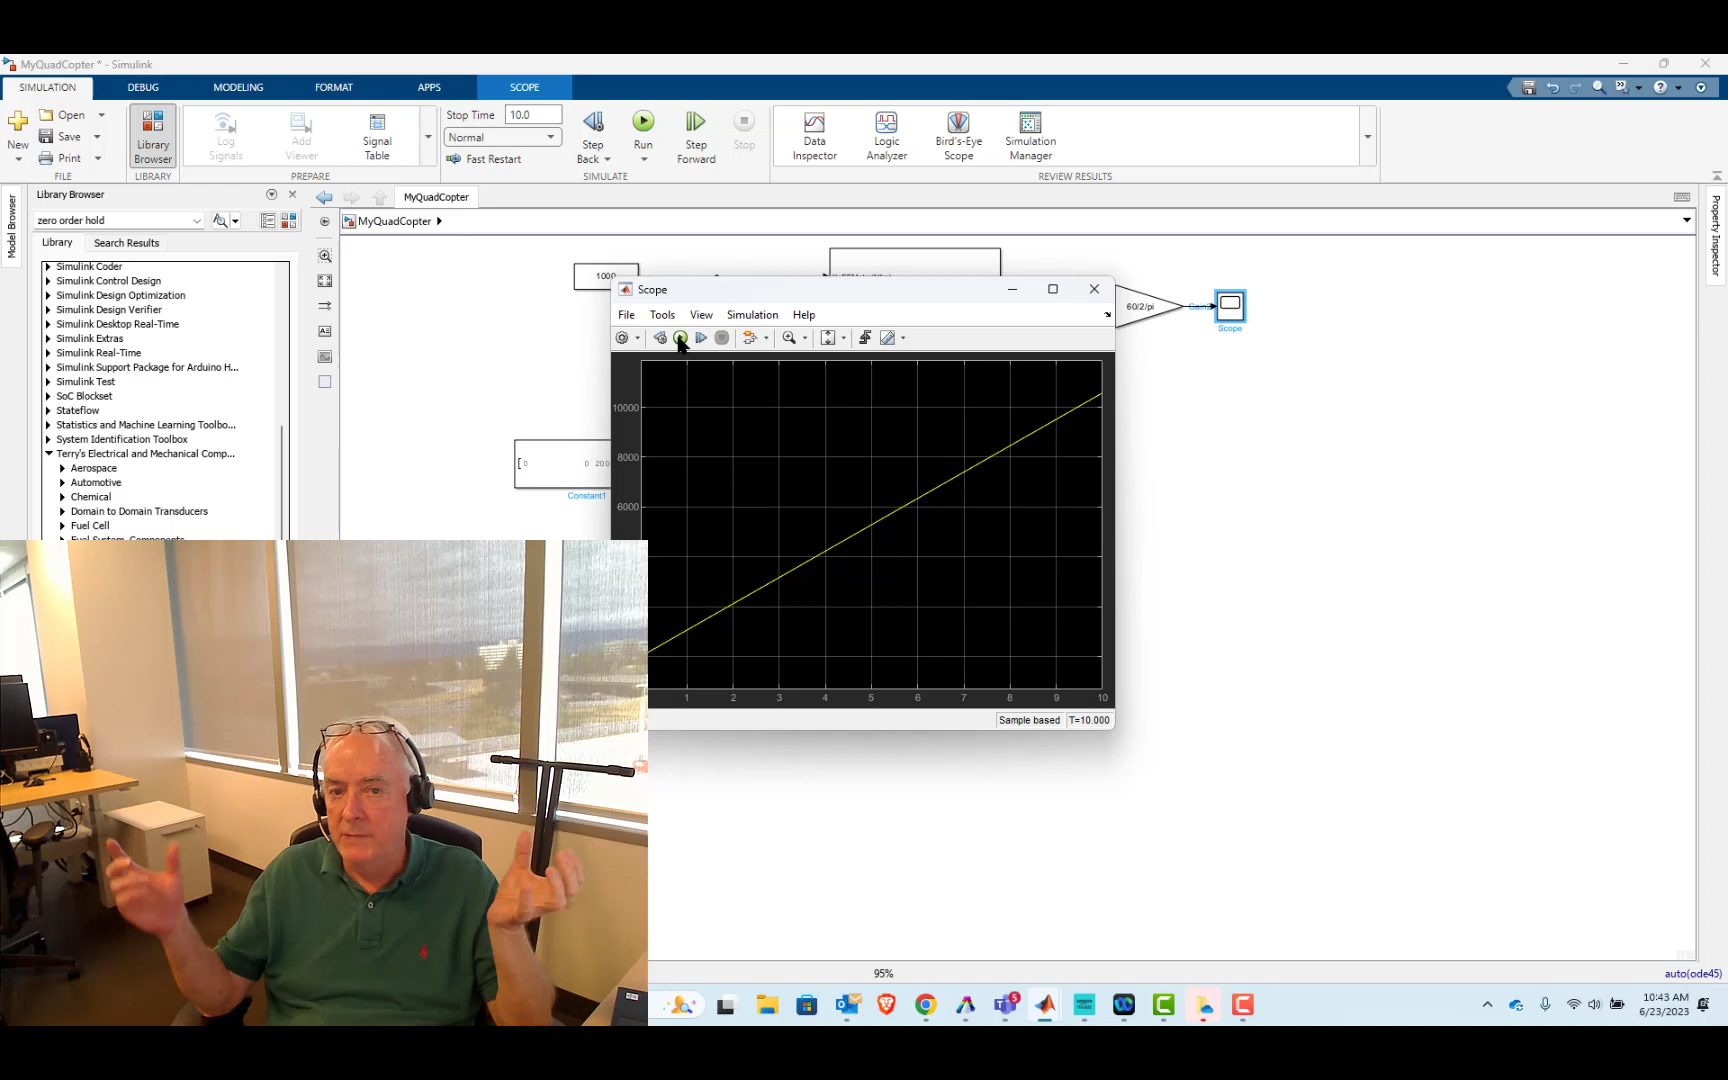 MyQuadCopter * - Simulink
SIMULATION DEBUG MODELING FORMAT APPS SCOPE
New
Open
Save
Print
FILE
Library Browser
LIBRARY
Log Signals
Add Viewer
Signal Table
PREPARE
Stop Time 10.0
Normal
Fast Restart
Step Back
Run
Step Forward
Stop
SIMULATE
Data Inspector
Logic Analyzer
Bird's-Eye Scope
Simulation Manager
REVIEW RESULTS
Model Browser
Library Browser
zero order hold
Library Search Results
Simulink Coder
Simulink Control Design
Simulink Design Optimization
Simulink Design Verifier
Simulink Desktop Real-Time
Simulink Extras
Simulink Real-Time
Simulink Support Package for Arduino H...
Simulink Test
SoC Blockset
Stateflow
Statistics and Machine Learning Toolbo...
System Identification Toolbox
Terry's Electrical and Mechanical Comp...
Aerospace
Automotive
Chemical
Domain to Domain Transducers
Fuel Cell
MyQuadCopter
MyQuadCopter
Property Inspector
1000
[0 0 200
Constant1
60/2/pi
Gain2
Scope
Scope
File Tools View Simulation Help
10000
8000
6000
1 2 3 4 5 6 7 8 9 10
Sample based T=10.000
95%
auto(ode45)
5
10:43 AM
6/23/2023